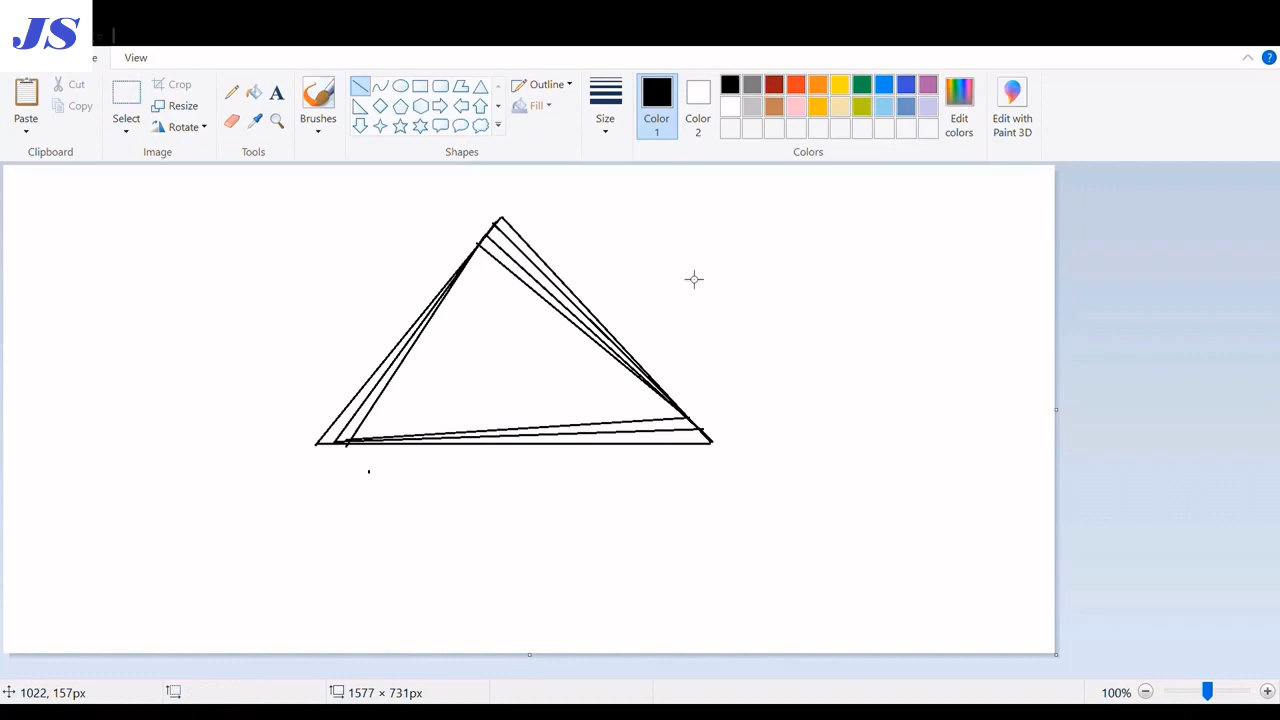 JS
e View
Cut
Copy
Paste
Clipboard
Select
Crop
Resize
Rotate
Image
A
Tools
Brushes
Outline
Fill
Shapes
Size
Color
1
Color
2
Edit
colors
Colors
Edit with
Paint 3D
?
1022, 157px
1577 × 731px
100%